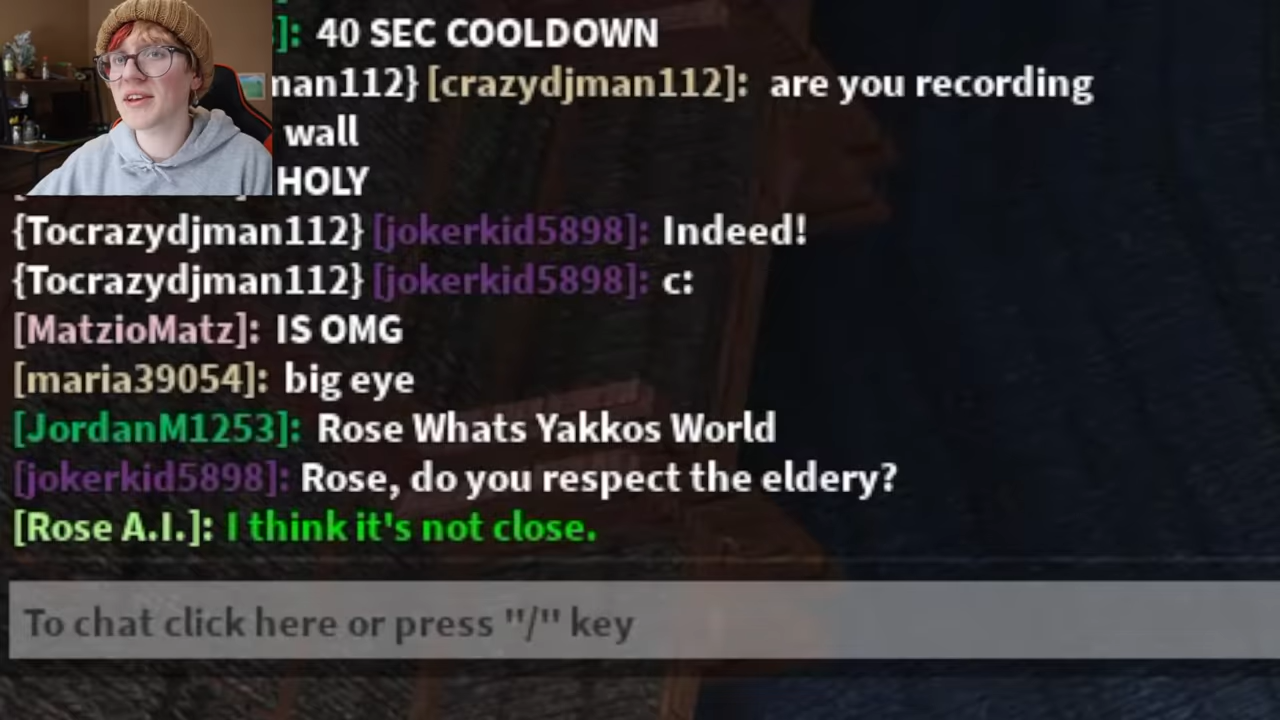 ]: 40 SEC COOLDOWN
man112} [crazydjman112]: are you recording
wall
HOLY
{Tocrazydjman112} [jokerkid5898]: Indeed!
{Tocrazydjman112} [jokerkid5898]: c:
[MatzioMatz]: IS OMG
[maria39054]: big eye
[JordanM1253]: Rose Whats Yakkos World
[jokerkid5898]: Rose, do you respect the eldery?
[Rose A.I.]: I think it's not close.
To chat click here or press "/" key